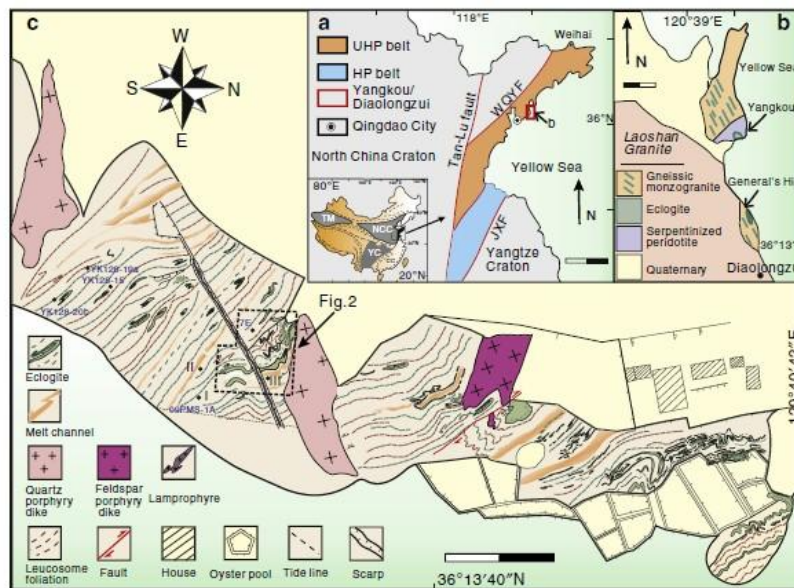 c
W
S
N
E
a
118°E
UHP belt
HP belt
Yangkou/
Diaolongzui
Qingdao City
North China Craton
Weihai
WQYF
Tan-Lu fault
b
36°N
Yellow Sea
N
JXF
Yangtze
Craton
80°E
TM
NCC
YC
20°N
b
120°39'E
N
Yellow Sea
Yangkou
Laoshan
Granite
General's Hill
Gneissic
monzogranite
Eclogite
Serpentinized
peridotite
Quaternary
36°13'
Diaolongzui
YK12B-15
YK12B-20b
Fig.2
II
I
III
09PMS-1A
Eclogite
Melt channel
Quartz
porphyry
dike
Feldspar
porphyry
dike
Lamprophyre
Leucosome
foliation
Fault
House
Oyster pool
Tide line
Scarp
36°13'40"N